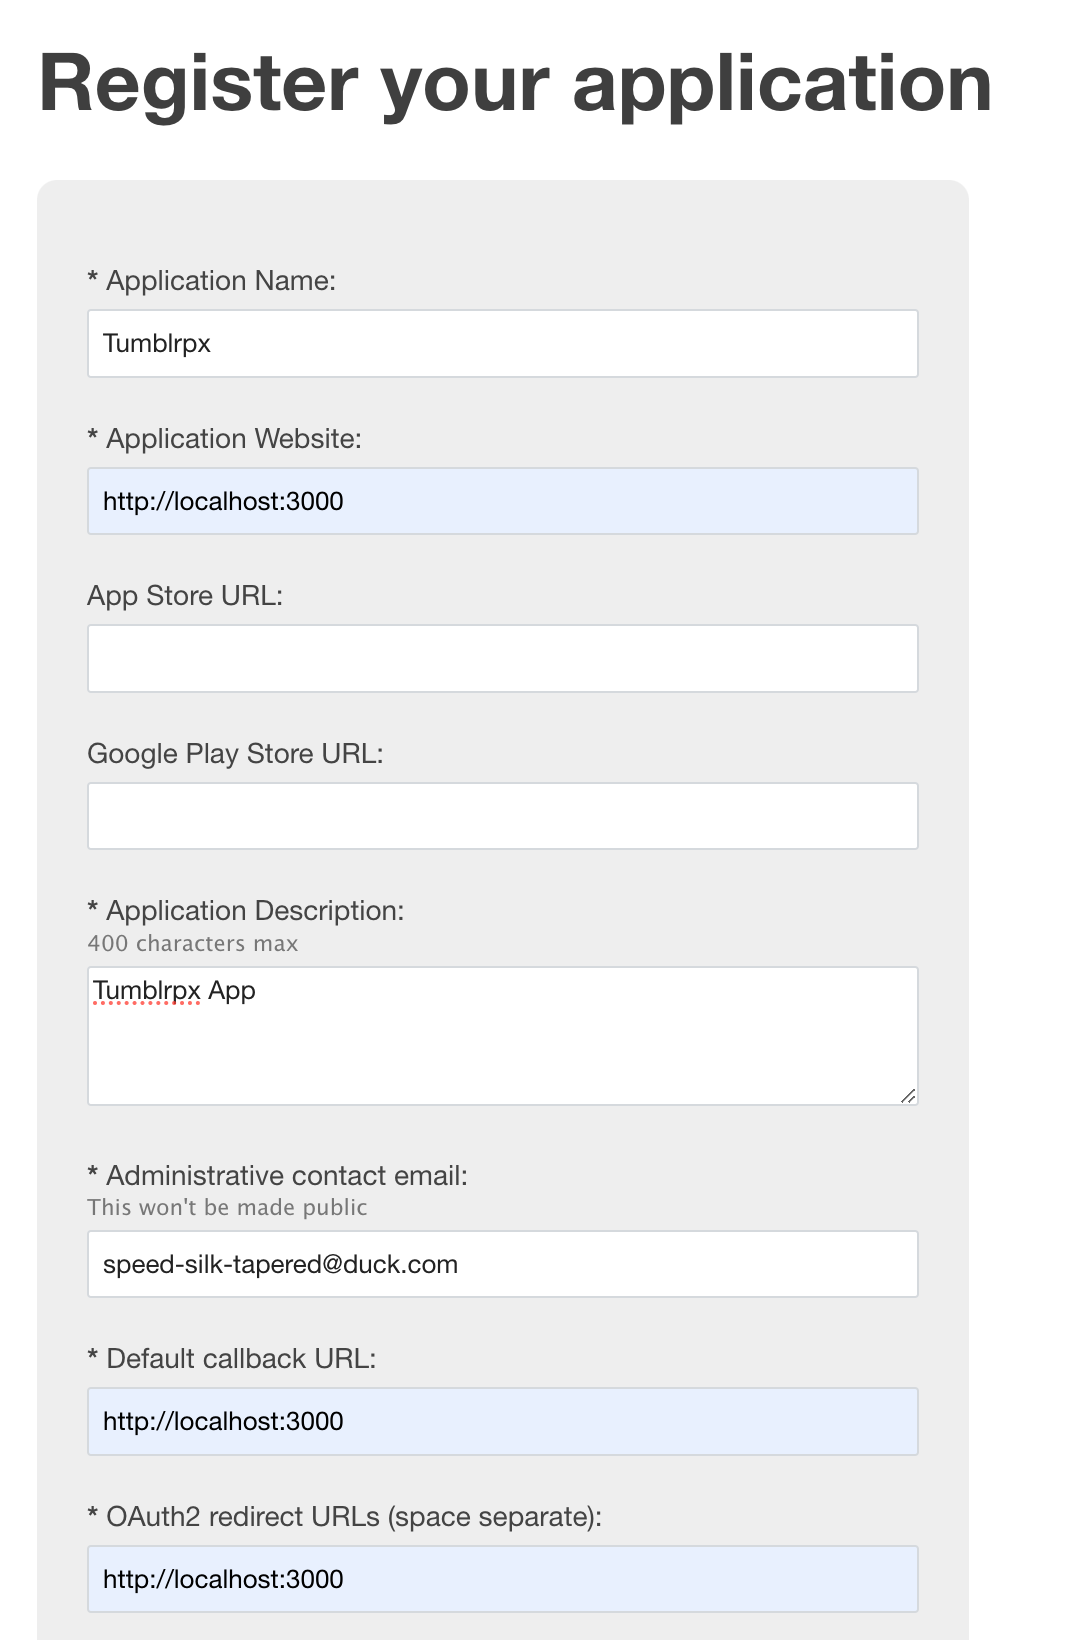 Register your application
* Application Name:
Tumblrpx
* Application Website:
http://localhost:3000
App Store URL:
Google Play Store URL:
* Application Description:
400 characters max
Tumblrpx App
* Administrative contact email:
This won't be made public
speed-silk-tapered@duck.com
* Default callback URL:
http://localhost:3000
* OAuth2 redirect URLs (space separate):
http://localhost:3000